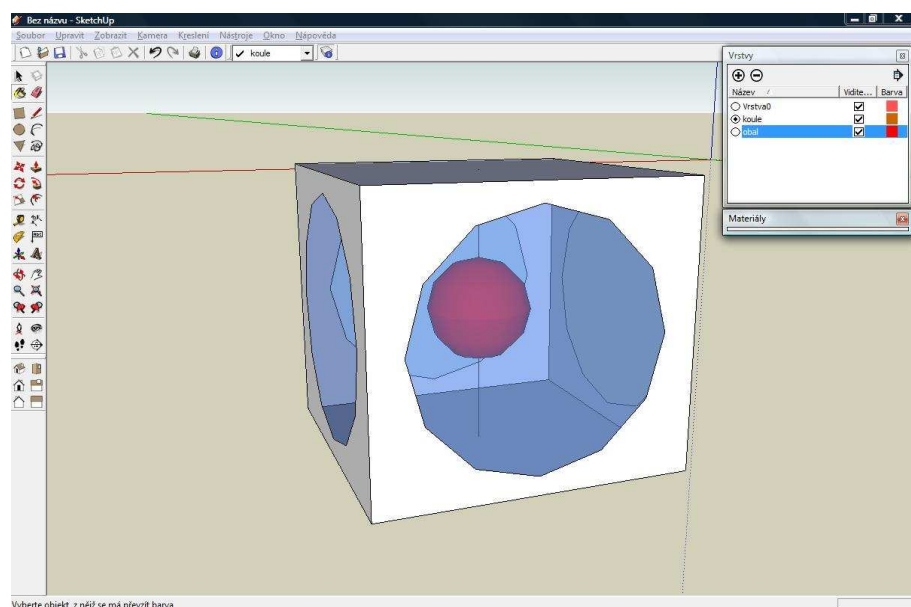 Bez názvu - SketchUp
Soubor Upravit Zobrazit Kamera Kreslení Nástroje Okno Nápověda
koule
Vrstvy
Název Vidite... Barva
Vrstva0
koule
obal
Materiály
Vyberte objekt, z nějž se má převzít barva